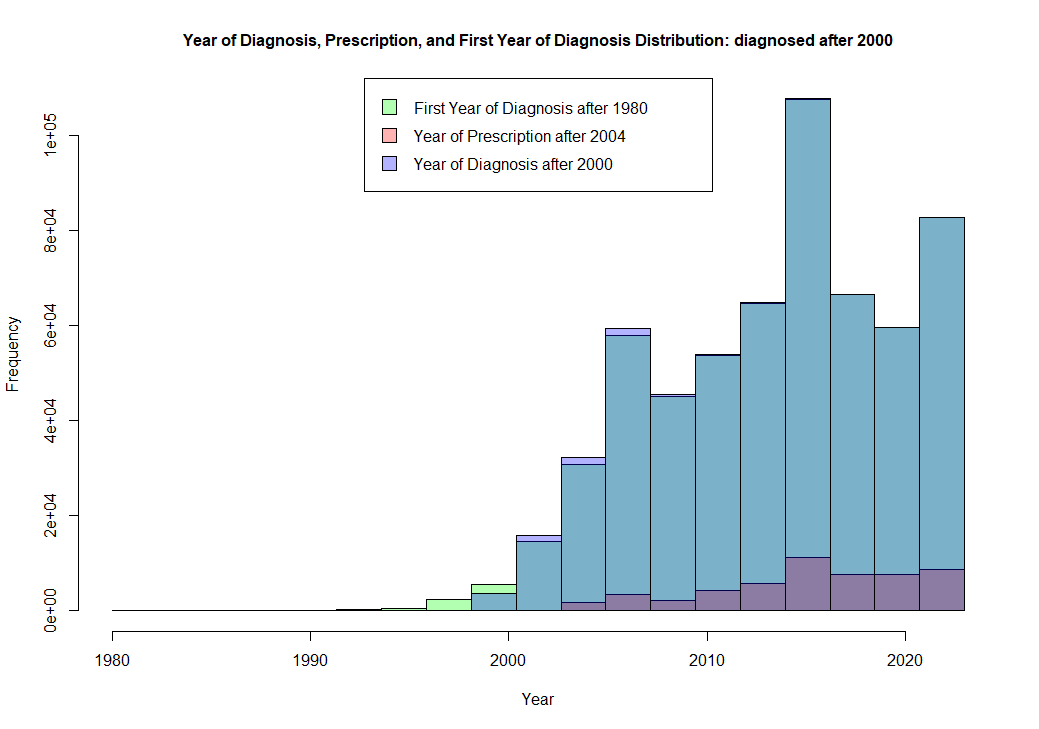 Year of Diagnosis, Prescription, and First Year of Diagnosis Distribution: diagnosed after 2000
First Year of Diagnosis after 1980
Year of Prescription after 2004
Year of Diagnosis after 2000
Frequency
1e+05
8e+04
6e+04
4e+04
2e+04
0e+00
1980 1990 2000 2010 2020
Year